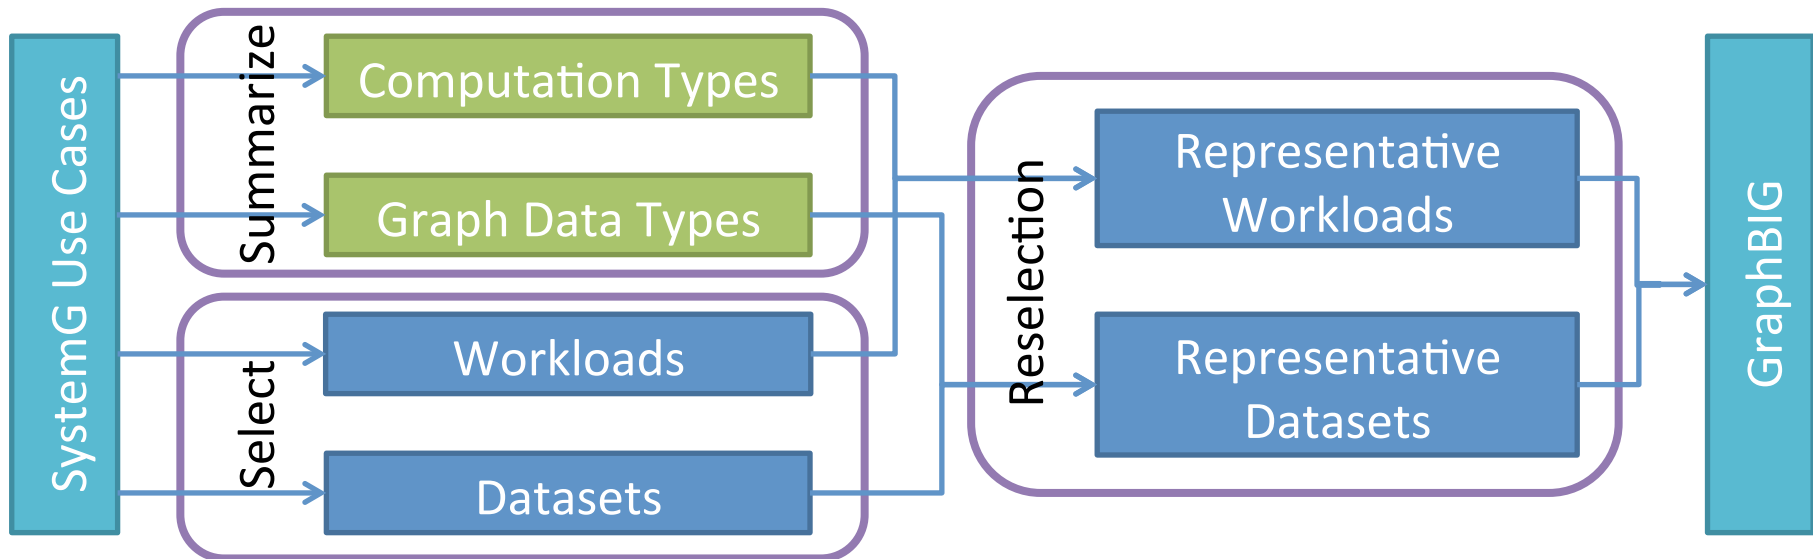 SystemG Use Cases
Summarize
Computation Types
Graph Data Types
Select
Workloads
Datasets
Reselection
Representative
Workloads
Representative
Datasets
GraphBIG